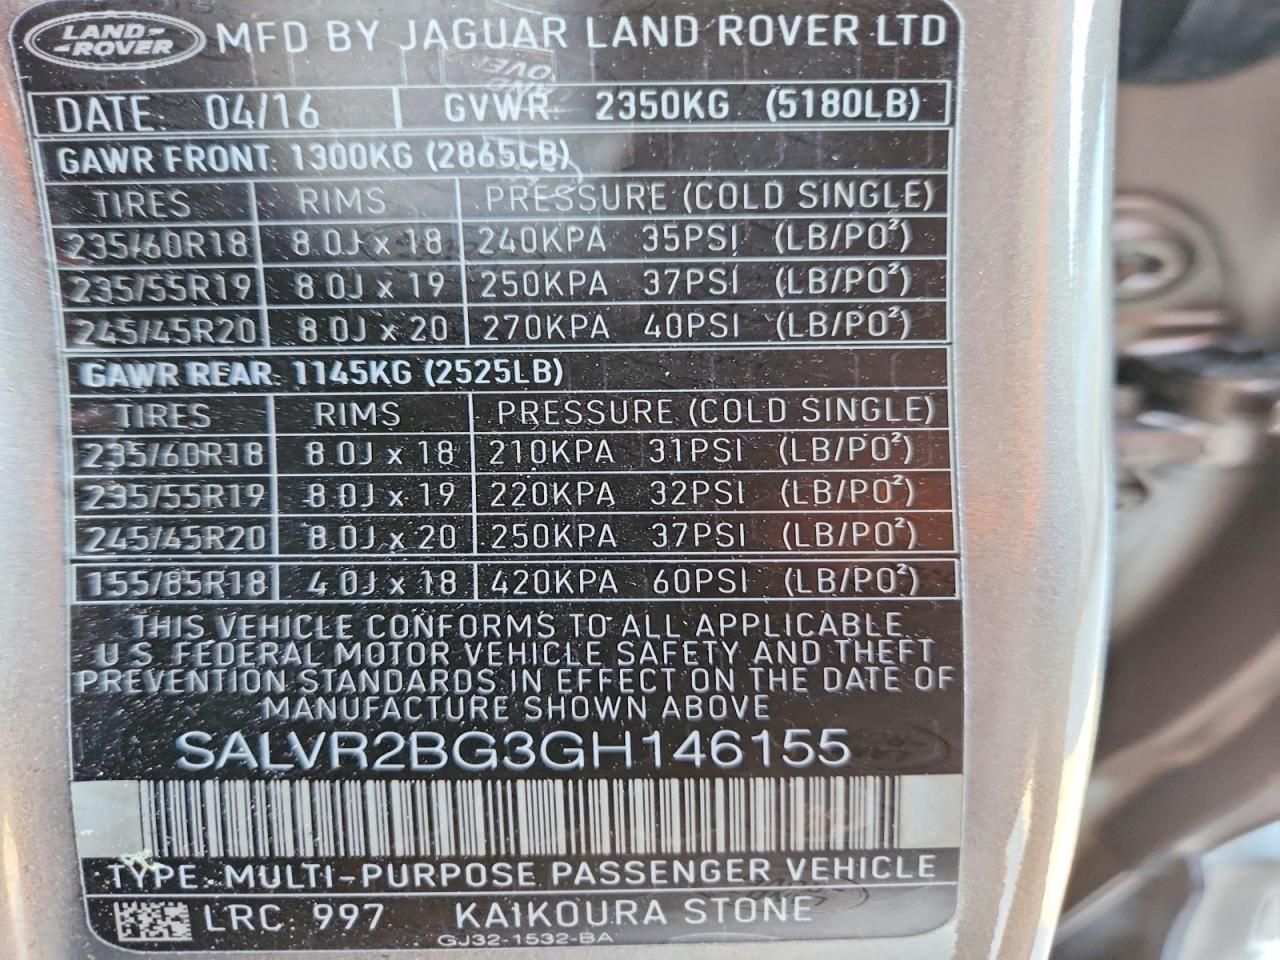 LAND ROVER MFD BY JAGUAR LAND ROVER LTD
DATE: 04/16 GVWR 2350KG (5180LB)
GAWR FRONT: 1300KG (2865LB)
TIRES RIMS PRESSURE (COLD SINGLE)
235/60R18 8.0J x 18 240KPA 35PSI (LB/PO²)
235/55R19 8.0J x 19 250KPA 37PSI (LB/PO²)
245/45R20 8.0J x 20 270KPA 40PSI (LB/PO²)
GAWR REAR: 1145KG (2525LB)
TIRES RIMS PRESSURE (COLD SINGLE)
235/60R18 8.0J x 18 210KPA 31PSI (LB/PO²)
235/55R19 8.0J x 19 220KPA 32PSI (LB/PO²)
245/45R20 8.0J x 20 250KPA 37PSI (LB/PO²)
155/85R18 4.0J x 18 420KPA 60PSI (LB/PO²)
THIS VEHICLE CONFORMS TO ALL APPLICABLE
U.S. FEDERAL MOTOR VEHICLE SAFETY AND THEFT
PREVENTION STANDARDS IN EFFECT ON THE DATE OF
MANUFACTURE SHOWN ABOVE
SALVR2BG3GH146155
TYPE: MULTI-PURPOSE PASSENGER VEHICLE
LRC: 997 KAIKOURA STONE
GJ32-1532-BA